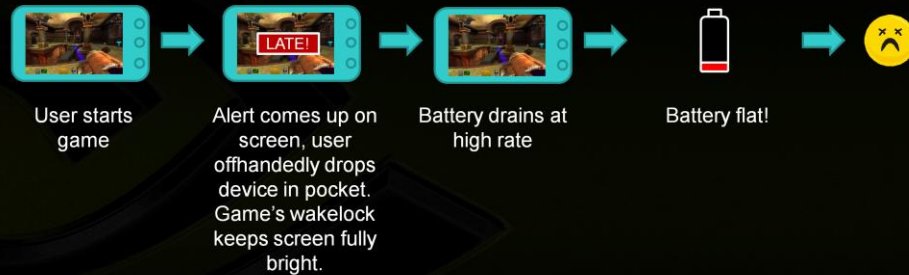 LATE!
User starts
game
Alert comes up on
screen, user
offhandedly drops
device in pocket.
Game's wakelock
keeps screen fully
bright.
Battery drains at
high rate
Battery flat!